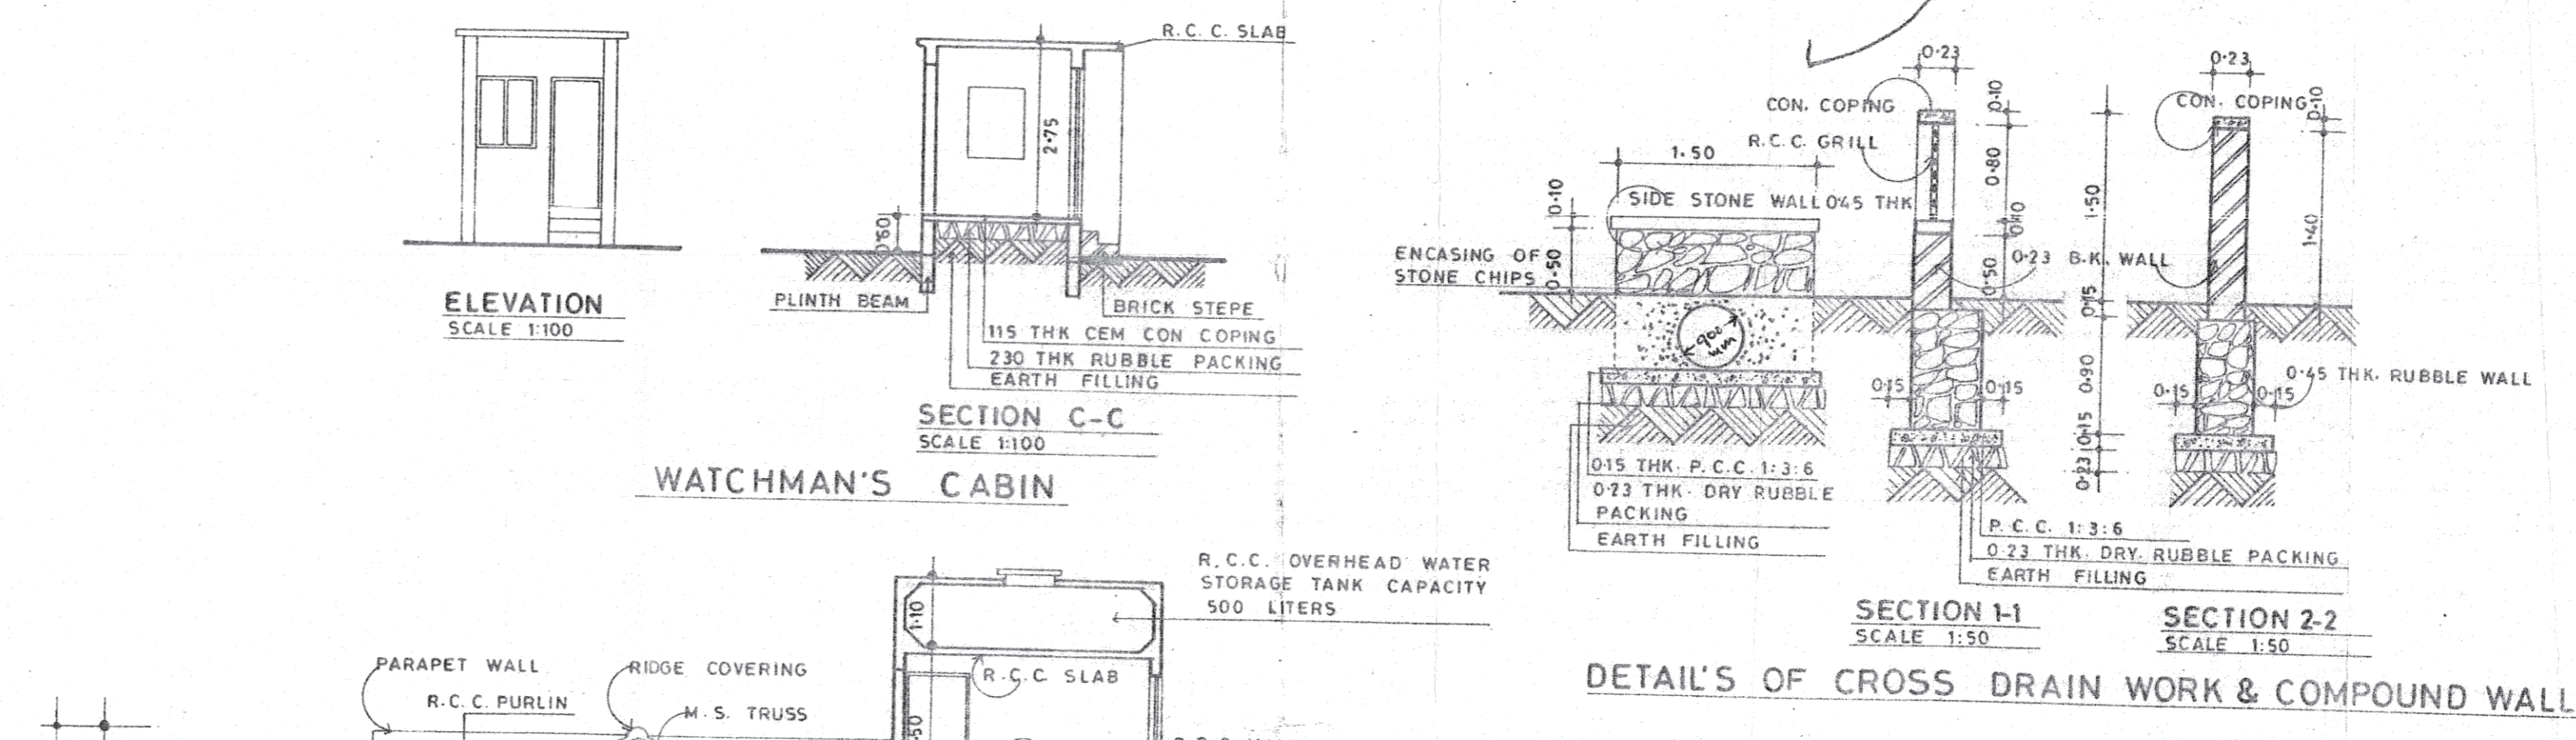 ELEVATION
SCALE 1:100
R.C.C. SLAB
2.75
0.60
PLINTH BEAM
BRICK STEPE
115 THK CEM CON COPING
230 THK RUBBLE PACKING
EARTH FILLING
SECTION C-C
SCALE 1:100
WATCHMAN'S CABIN
1.50
0.10
0.50
SIDE STONE WALL 0.45 THK
ENCASING OF
STONE CHIPS
900
mm
0.15 THK. P.C.C. 1:3:6
0.23 THK. DRY RUBBLE
PACKING
EARTH FILLING
0.23
CON. COPING
R.C.C. GRILL
0.10
0.80
0.10
0.50
0.23 B.K. WALL
0.15
0.15
1.50
0.15
0.90
0.15
0.23
P.C.C. 1:3:6
0.23 THK. DRY. RUBBLE PACKING
EARTH FILLING
SECTION 1-1
SCALE 1:50
0.23
CON. COPING
0.10
1.40
0.15
0.15
0.45 THK. RUBBLE WALL
SECTION 2-2
SCALE 1:50
DETAIL'S OF CROSS DRAIN WORK & COMPOUND WALL
R.C.C. OVERHEAD WATER
STORAGE TANK CAPACITY
500 LITERS
1.10
R.C.C SLAB
PARAPET WALL
R.C.C. PURLIN
RIDGE COVERING
M.S. TRUSS